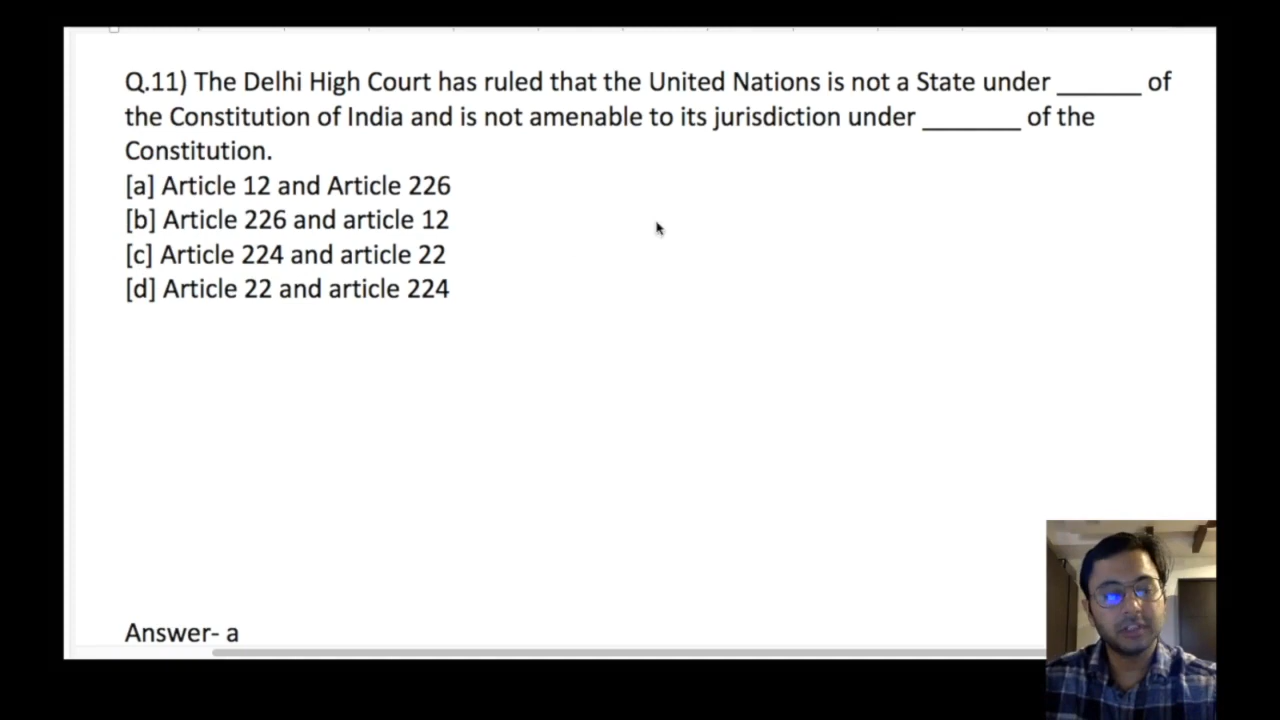 Q.11) The Delhi High Court has ruled that the United Nations is not a State under ______ of
the Constitution of India and is not amenable to its jurisdiction under _______ of the
Constitution.
[a] Article 12 and Article 226
[b] Article 226 and article 12
[c] Article 224 and article 22
[d] Article 22 and article 224
Answer- a